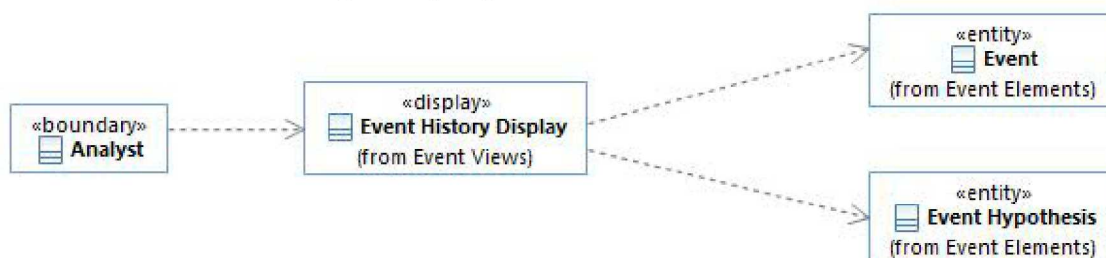 «boundary»
Analyst
«display»
Event History Display
(from Event Views)
«entity»
Event
(from Event Elements)
«entity»
Event Hypothesis
(from Event Elements)